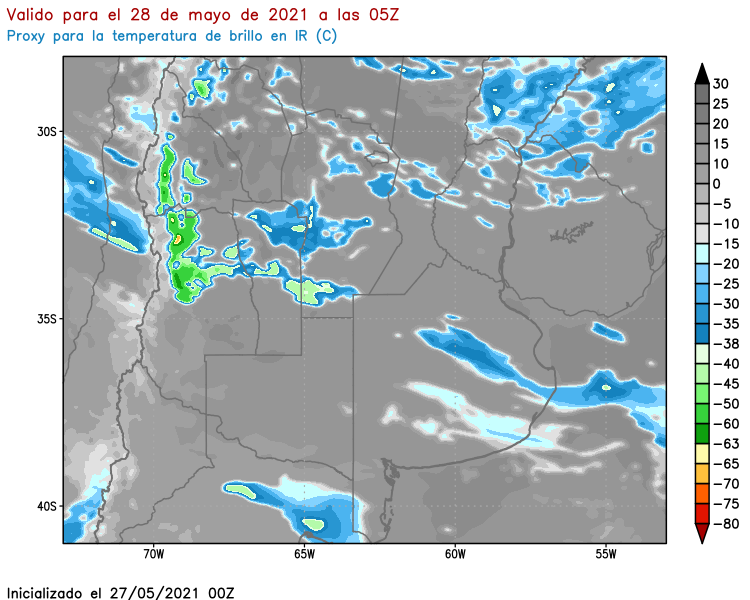 Valido para el 28 de mayo de 2021 a las 05Z
Proxy para la temperatura de brillo en IR (C)
30S
35S
40S
70W
65W
60W
55W
30
25
20
15
10
5
0
−5
−10
−15
−20
−25
−30
−35
−38
−40
−45
−50
−60
−63
−65
−70
−75
−80
Inicializado el 27/05/2021 00Z